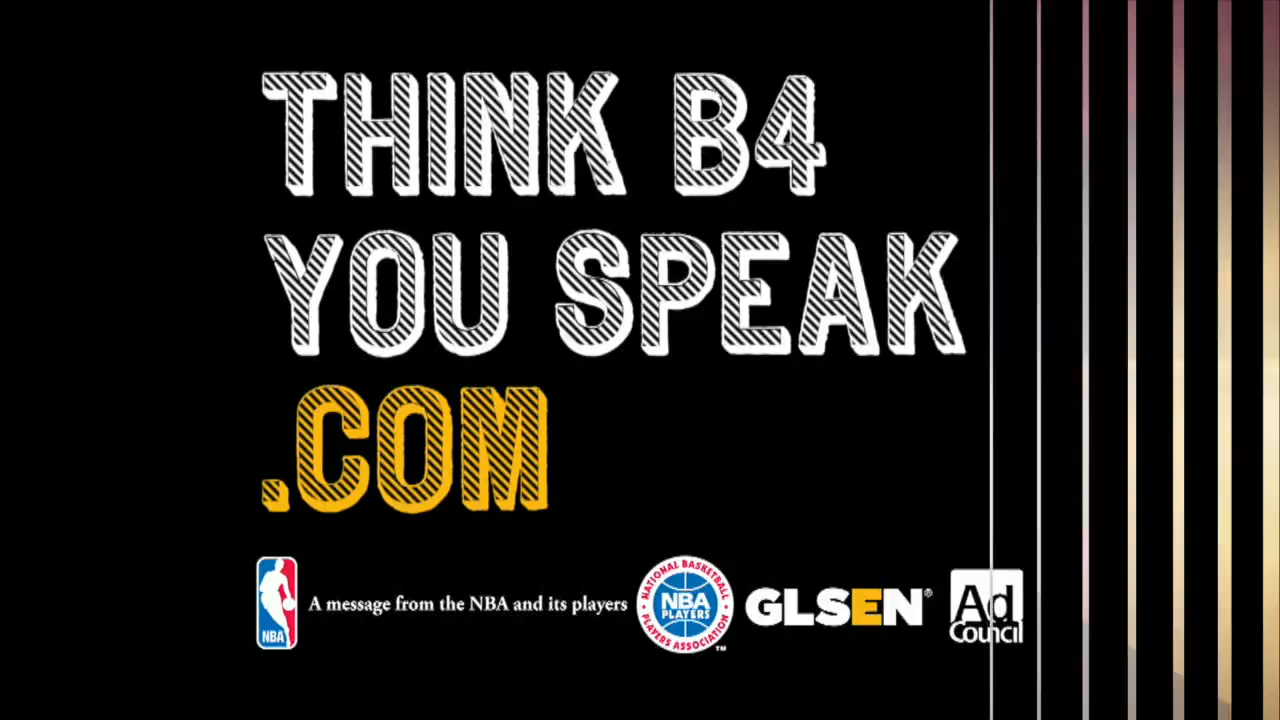 THINK B4
YOU SPEAK
.COM
NBA
A message from the NBA and its players
NATIONAL BASKETBALL
NBA
PLAYERS
PLAYERS ASSOCIATION
TM
GLSEN®
Ad
Council